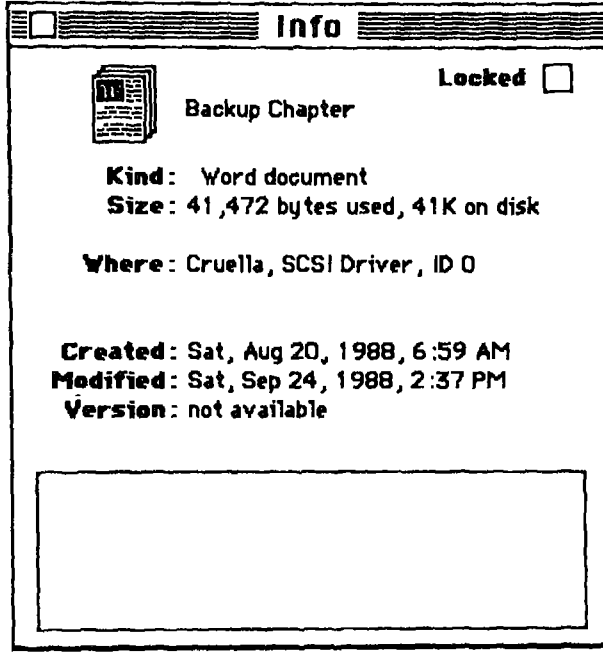 Info
Locked
Backup Chapter
Kind: Word document
Size: 41,472 bytes used, 41K on disk
Where: Cruella, SCSI Driver, ID 0
Created: Sat, Aug 20, 1988, 6:59 AM
Modified: Sat, Sep 24, 1988, 2:37 PM
Version: not available